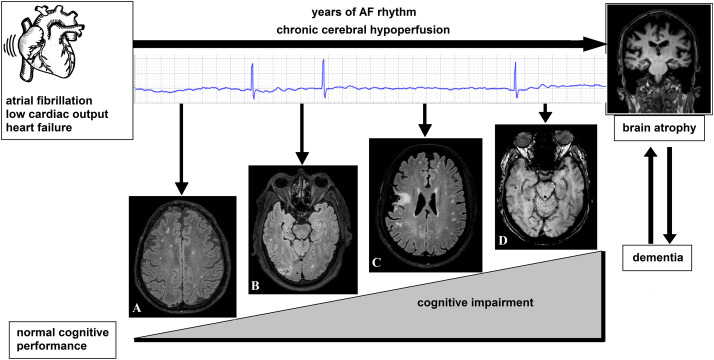 years of AF rhythm
chronic cerebral hypoperfusion
atrial fibrillation
low cardiac output
heart failure
brain atrophy
A
B
C
D
dementia
cognitive impairment
normal cognitive
performance